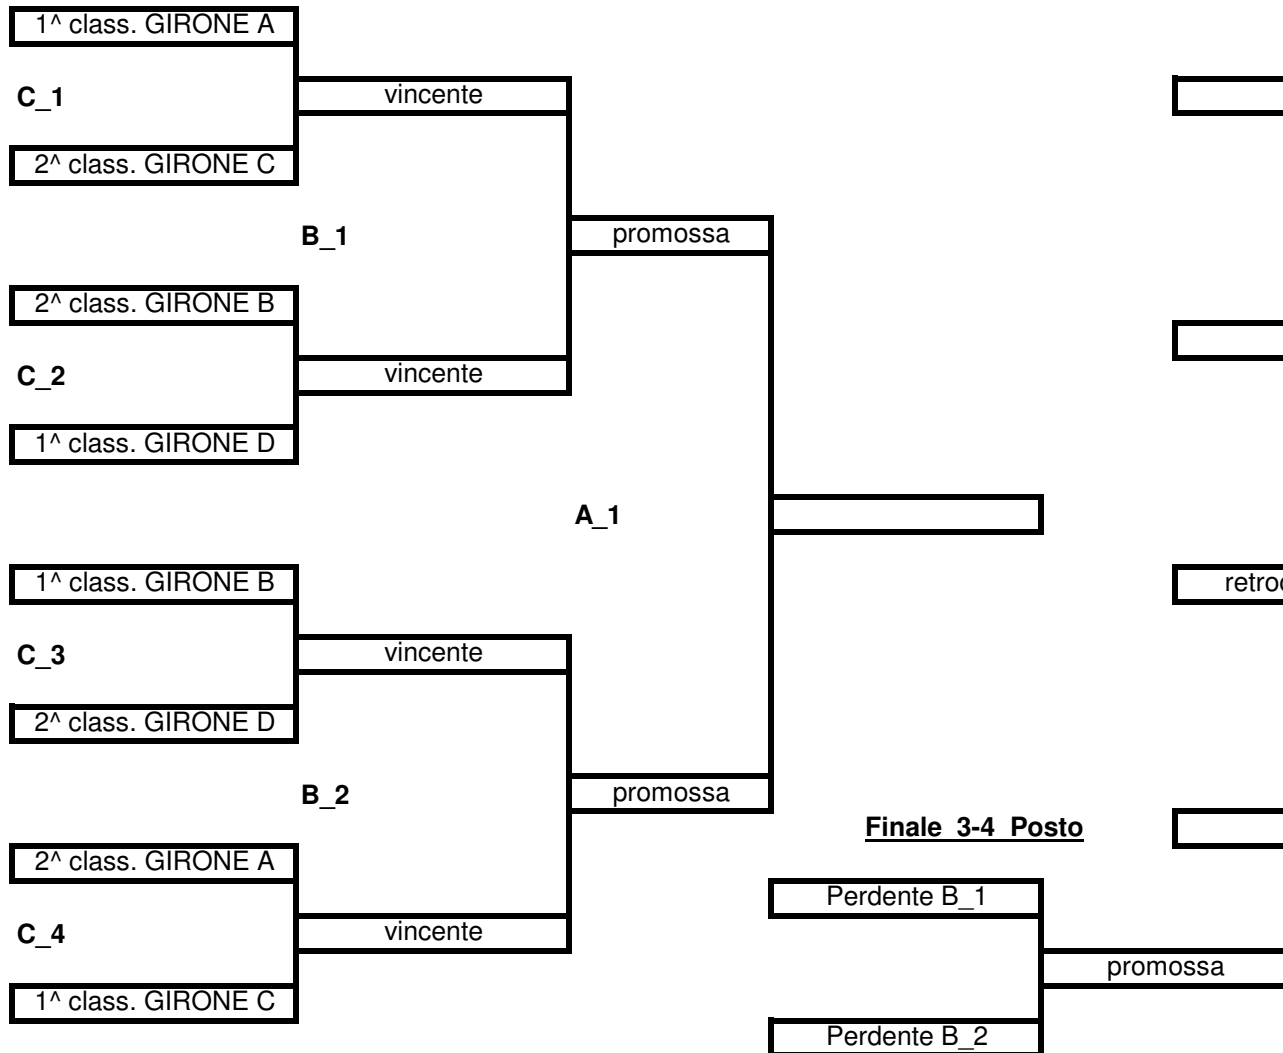 1^ class. GIRONE A
C_1
vincente
2^ class. GIRONE C
B_1
promossa
2^ class. GIRONE B
C_2
vincente
1^ class. GIRONE D
A_1
1^ class. GIRONE B
retroc
C_3
vincente
2^ class. GIRONE D
B_2
promossa
Finale 3-4 Posto
2^ class. GIRONE A
Perdente B_1
C_4
vincente
promossa
1^ class. GIRONE C
Perdente B_2